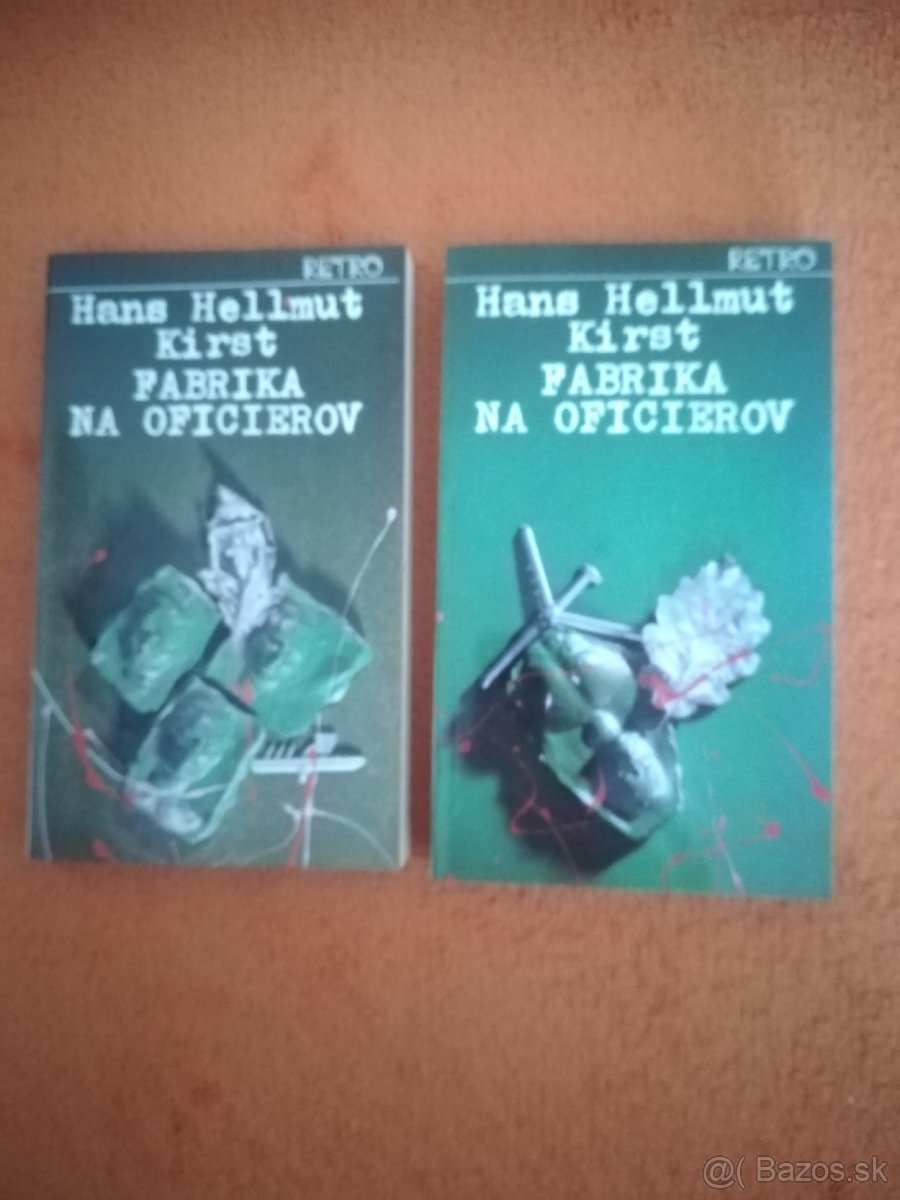 RETRO
Hans Hellmut
Kirst
FABRIKA
NA OFICIEROV
RETRO
Hans Hellmut
Kirst
FABRIKA
NA OFICIEROV
@( Bazos.sk